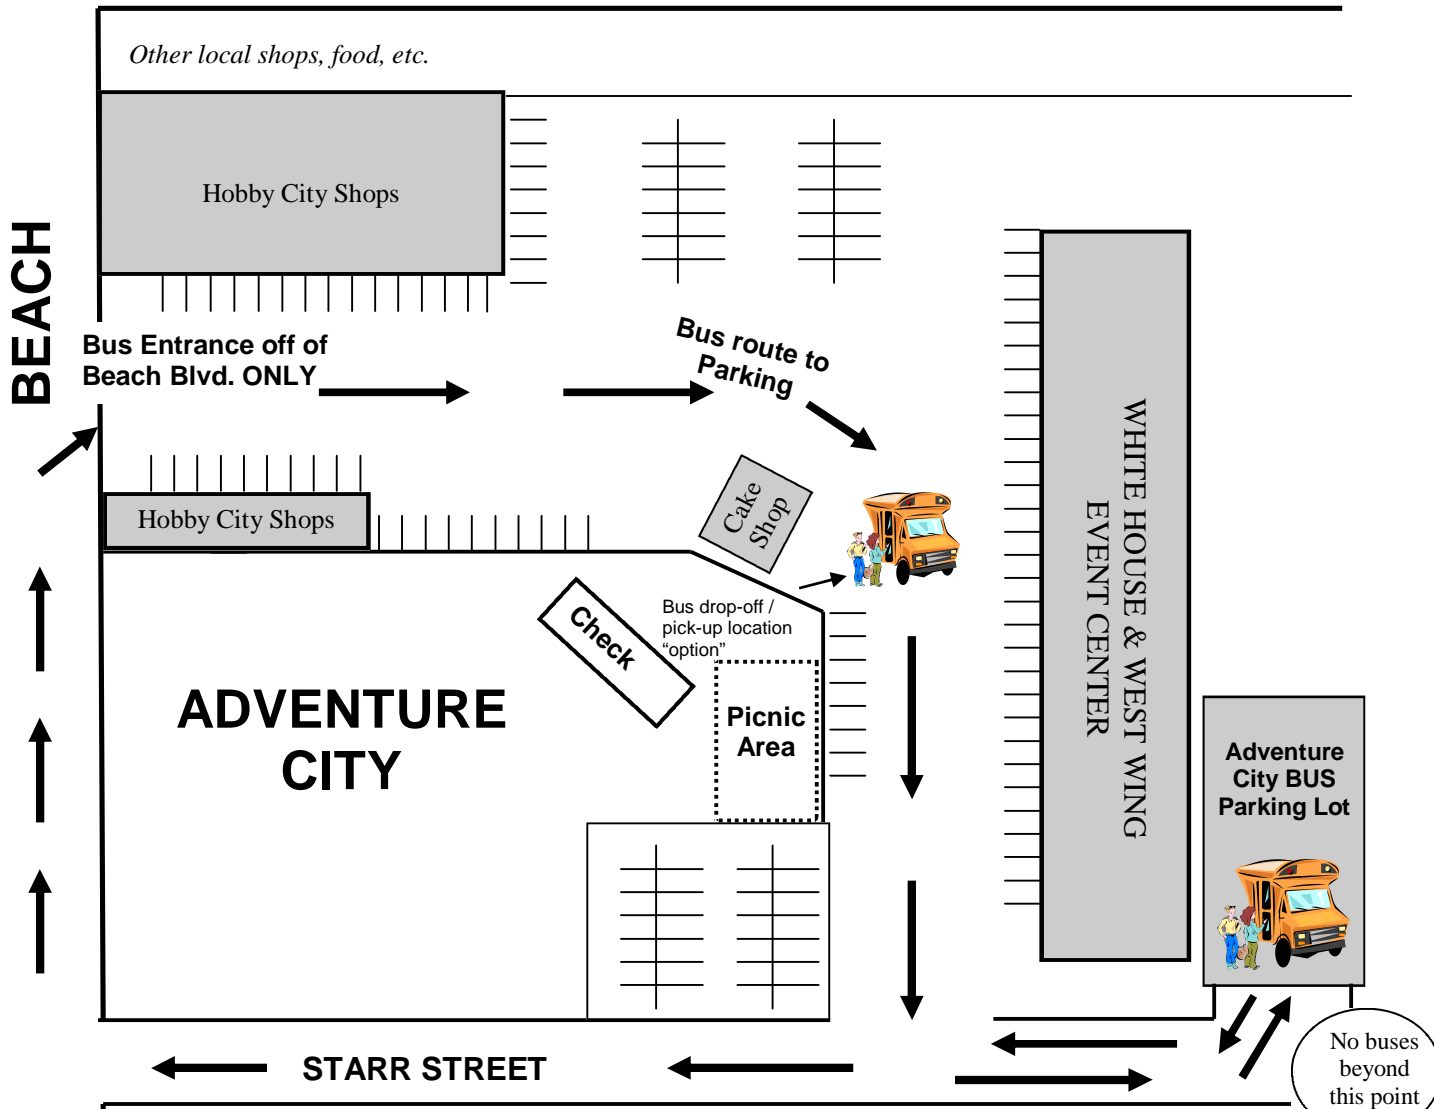 Other local shops, food, etc.
Hobby City Shops
BEACH
Bus Entrance off of
Beach Blvd. ONLY
Bus route to
Parking
Cake
Shop
Hobby City Shops
WHITE HOUSE & WEST WING
EVENT CENTER
Bus drop-off /
pick-up location
“option”
Check
ADVENTURE
CITY
Picnic
Area
Adventure
City BUS
Parking Lot
STARR STREET
No buses
beyond
this point